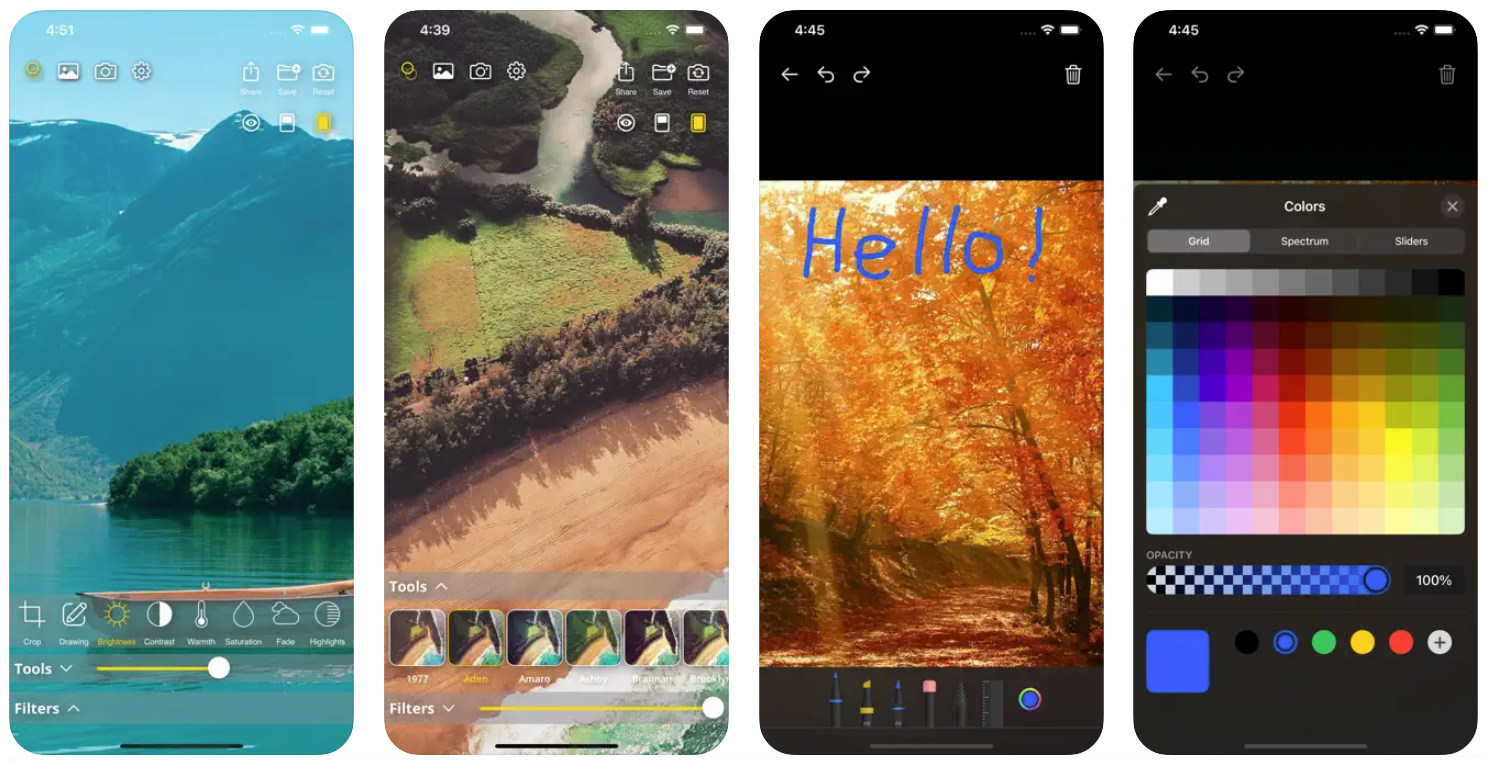 4:51
Share Save Reset
Crop Drawing Brightness Contrast Warmth Saturation Fade Highlights
Tools
Filters
4:39
Share Save Reset
Tools
1977 Aden Amaro Ashby Brannan Brooklyn
Filters
4:45
Hello!
4:45
Colors
Grid Spectrum Sliders
OPACITY
100%